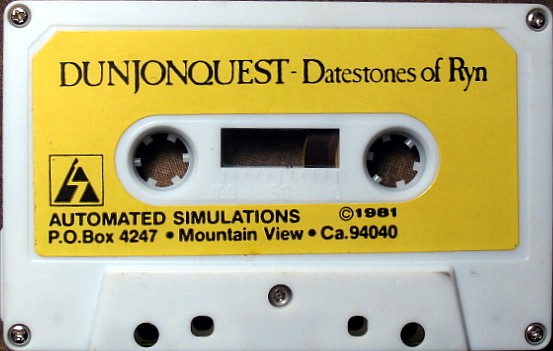 DUNJONQUEST - Datestones of Ryn
AUTOMATED SIMULATIONS ©1981
P.O.Box 4247 • Mountain View • Ca.94040